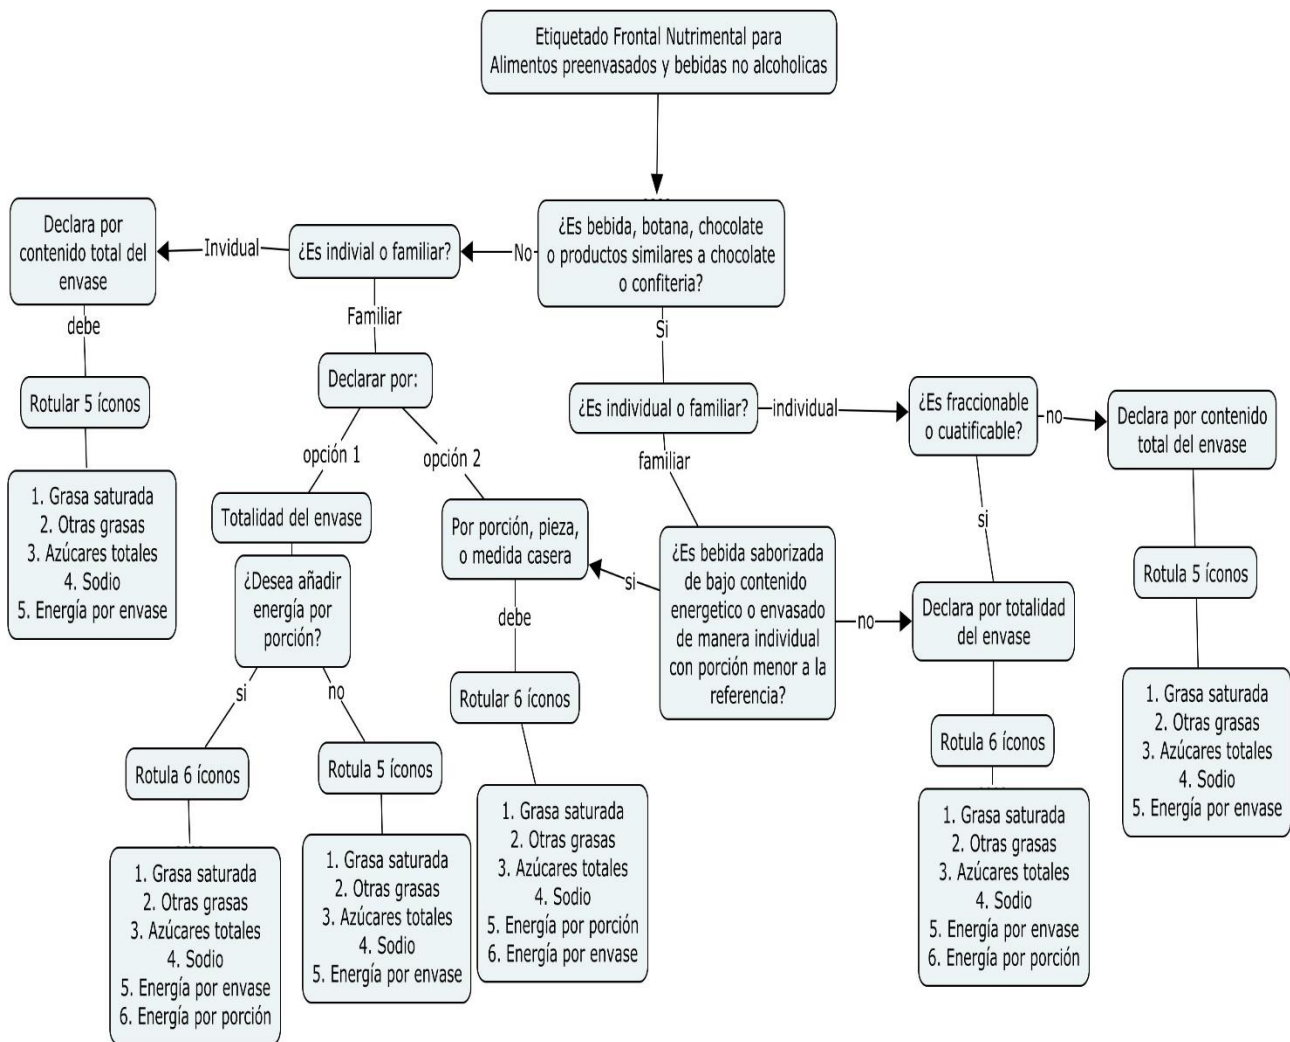 Etiquetado Frontal Nutrimental para
Alimentos preenvasados y bebidas no alcoholicas
¿Es bebida, botana, chocolate
o productos similares a chocolate
o confiteria?
No
¿Es indivial o familiar?
Invidual
Declara por
contenido total del
envase
debe
Rotular 5 íconos
1. Grasa saturada
2. Otras grasas
3. Azúcares totales
4. Sodio
5. Energía por envase
Familiar
Declarar por:
opción 1
Totalidad del envase
¿Desea añadir
energía por
porción?
si
Rotula 6 íconos
1. Grasa saturada
2. Otras grasas
3. Azúcares totales
4. Sodio
5. Energía por envase
6. Energía por porción
no
Rotula 5 íconos
1. Grasa saturada
2. Otras grasas
3. Azúcares totales
4. Sodio
5. Energía por envase
opción 2
Por porción, pieza,
o medida casera
debe
Rotular 6 íconos
1. Grasa saturada
2. Otras grasas
3. Azúcares totales
4. Sodio
5. Energía por porción
6. Energía por envase
Si
¿Es individual o familiar?
familiar
¿Es bebida saborizada
de bajo contenido
energetico o envasado
de manera individual
con porción menor a la
referencia?
si
no
individual
¿Es fraccionable
o cuatificable?
si
Declara por totalidad
del envase
Rotula 6 íconos
1. Grasa saturada
2. Otras grasas
3. Azúcares totales
4. Sodio
5. Energía por envase
6. Energía por porción
no
Declara por contenido
total del envase
Rotula 5 íconos
1. Grasa saturada
2. Otras grasas
3. Azúcares totales
4. Sodio
5. Energía por envase